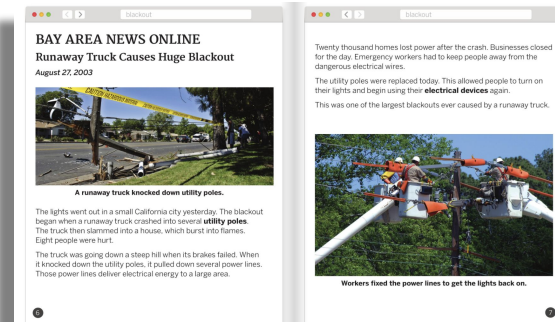 blackout
BAY AREA NEWS ONLINE
Runaway Truck Causes Huge Blackout
August 27, 2003
CAUTION
A runaway truck knocked down utility poles.
The lights went out in a small California city yesterday. The blackout
began when a runaway truck crashed into several utility poles.
The truck then slammed into a house, which burst into flames.
Eight people were hurt.
The truck was going down a steep hill when its brakes failed. When
it knocked down the utility poles, it pulled down several power lines.
Those power lines deliver electrical energy to a large area.
6
blackout
Twenty thousand homes lost power after the crash. Businesses closed
for the day. Emergency workers had to keep people away from the
dangerous electrical wires.
The utility poles were replaced today. This allowed people to turn on
their lights and begin using their electrical devices again.
This was one of the largest blackouts ever caused by a runaway truck.
Workers fixed the power lines to get the lights back on.
7